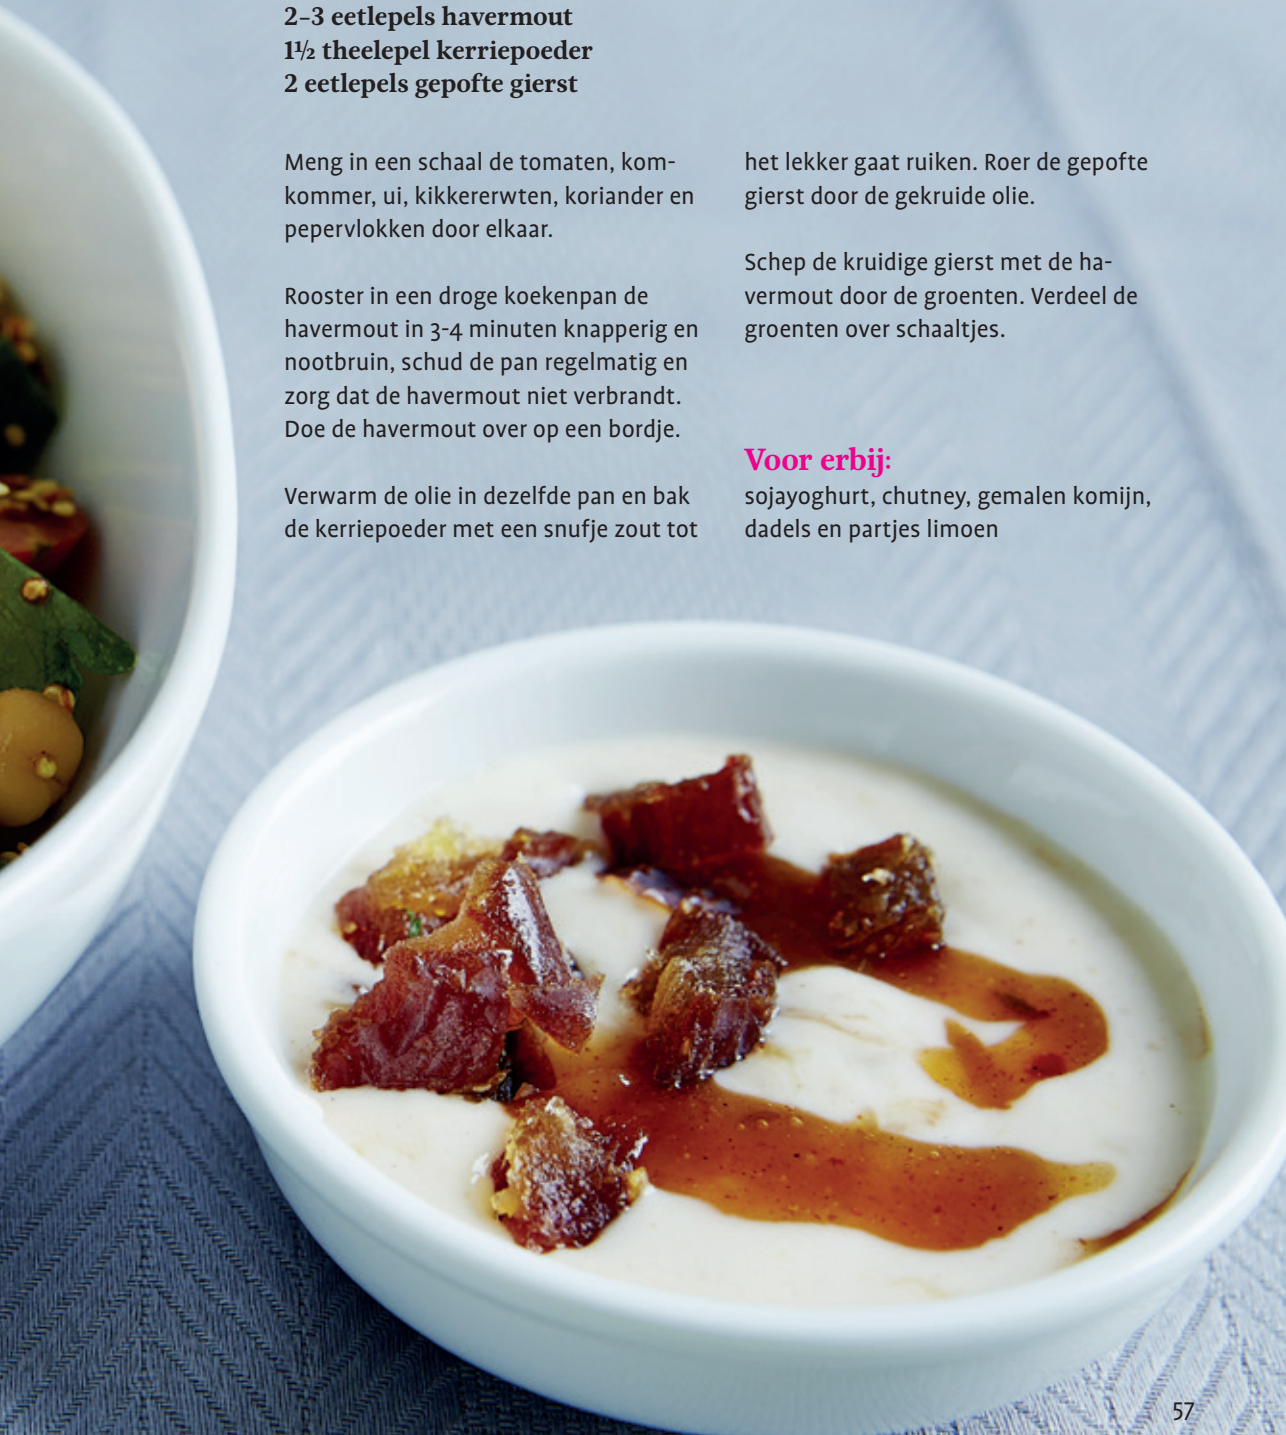 2–3 eetlepels havermout
1½ theelepel kerriepoeder
2 eetlepels gepofte gierst
Meng in een schaal de tomaten, kom-
kommer, ui, kikkererwten, koriander en
pepervlokken door elkaar.
Rooster in een droge koekenpan de
havermout in 3-4 minuten knapperig en
nootbruin, schud de pan regelmatig en
zorg dat de havermout niet verbrandt.
Doe de havermout over op een bordje.
Verwarm de olie in dezelfde pan en bak
de kerriepoeder met een snufje zout tot
het lekker gaat ruiken. Roer de gepofte
gierst door de gekruide olie.
Schep de kruidige gierst met de ha-
vermout door de groenten. Verdeel de
groenten over schaaltjes.
Voor erbij:
sojayoghurt, chutney, gemalen komijn,
dadels en partjes limoen
57